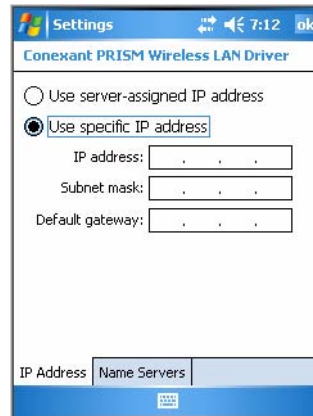 Settings 7:12 ok
Conexant PRISM Wireless LAN Driver
Use server-assigned IP address
Use specific IP address
IP address: . . .
Subnet mask: . . .
Default gateway: . . .
IP Address Name Servers